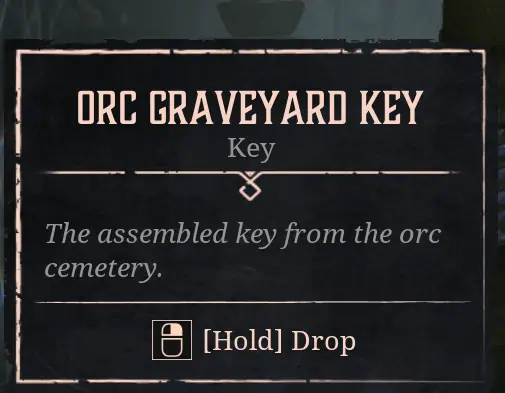 ORC GRAVEYARD KEY
Key
The assembled key from the orc
cemetery.
[Hold] Drop